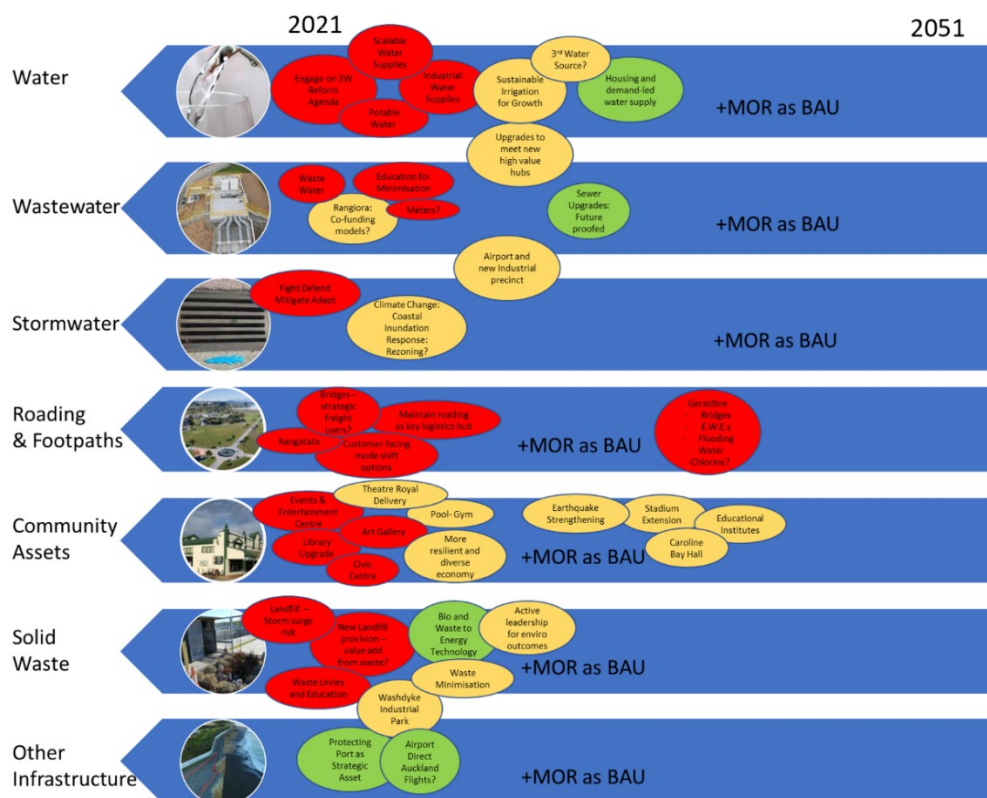 2021
2051
Water
Engage on 3W
Reform
Agenda
Scalable
Water
Supplies
Industrial
Water
Supplies
Potable
Water
Sustainable
Irrigation
for Growth
3rd Water
Source?
Housing and
demand-led
water supply
+MOR as BAU
Upgrades to
meet new
high value
hubs
Wastewater
Waste
Water
Education for
Minimisation
Meters?
Rangiora:
Co-funding
models?
Sewer
Upgrades:
Future
proofed
+MOR as BAU
Airport and
new Industrial
precinct
Stormwater
Fight Defend
Mitigate Adapt
Climate Change:
Coastal
Inundation
Response:
Rezoning?
+MOR as BAU
Roading
& Footpaths
Bridges –
strategic
freight
users?
Maintain roading
as key logistics hub
Rangatata
Customer-facing
mode shift
options
+MOR as BAU
Geraldine
- Bridges
- E.W.E.s
- Flooding
- Water
-Chlorine?
Community
Assets
Events &
Entertainment
Centre
Theatre Royal
Delivery
Pool- Gym
Art Gallery
Library
Upgrade
Civic
Centre
More
resilient and
diverse
economy
Earthquake
Strengthening
Stadium
Extension
Educational
Institutes
Caroline
Bay Hall
+MOR as BAU
Solid
Waste
Landfill –
Storm surge
risk
New Landfill
provision –
value add
from waste?
Bio and
Waste to
Energy
Technology
Active
leadership
for enviro
outcomes
Waste Levies
and Education
Waste
Minimisation
+MOR as BAU
Washdyke
Industrial
Park
Other
Infrastructure
Protecting
Port as
Strategic
Asset
Airport
Direct
Auckland
Flights?
+MOR as BAU